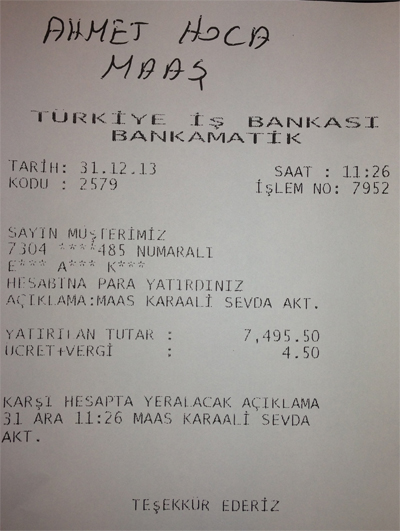 AHMET HOCA
MAAŞ
TÜRKİYE İŞ BANKASI
BANKAMATİK
TARİH: 31.12.13 SAAT : 11:26
KODU : 2579 İŞLEM NO: 7952
SAYIN MUŞTERİMİZ
7304 ****485 NUMARALI
E*** A*** K***
HESABINA PARA YATIRDINIZ
AÇIKLAMA:MAAS KARAALİ SEVDA AKT.
YATIRILAN TUTAR : 7,495.50
UCRET+VERGİ : 4.50
KARŞI HESAPTA YERALACAK AÇIKLAMA
31 ARA 11:26 MAAS KARAALİ SEVDA
AKT.
TEŞEKKUR EDERİZ